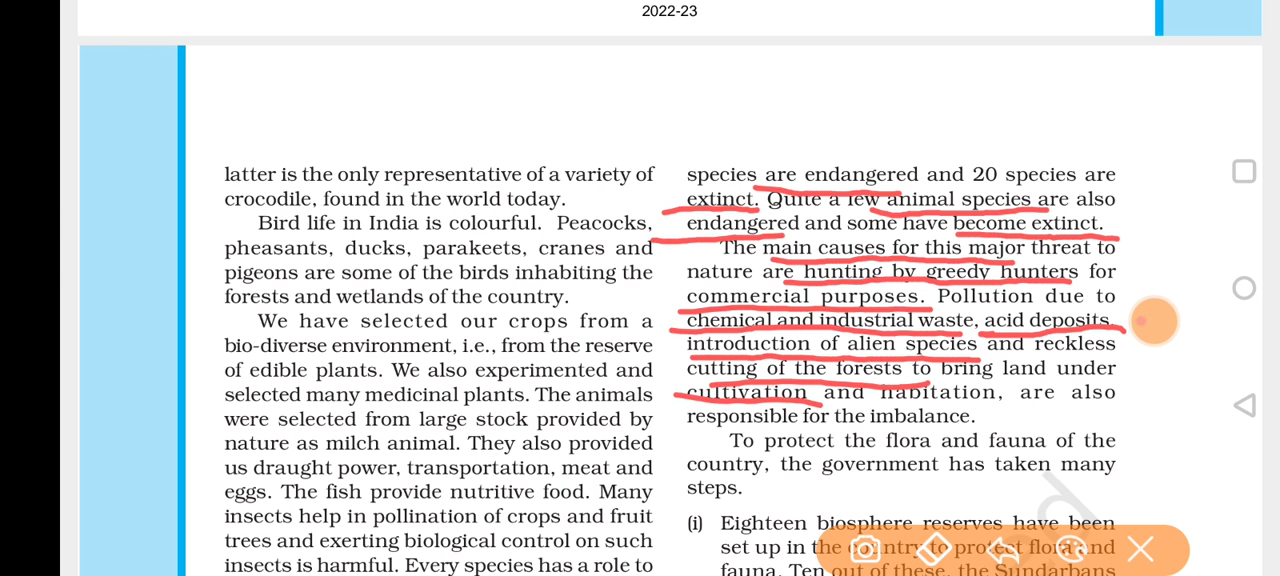 2022-23
latter is the only representative of a variety of
crocodile, found in the world today.
Bird life in India is colourful. Peacocks,
pheasants, ducks, parakeets, cranes and
pigeons are some of the birds inhabiting the
forests and wetlands of the country.
We have selected our crops from a
bio-diverse environment, i.e., from the reserve
of edible plants. We also experimented and
selected many medicinal plants. The animals
were selected from large stock provided by
nature as milch animal. They also provided
us draught power, transportation, meat and
eggs. The fish provide nutritive food. Many
insects help in pollination of crops and fruit
trees and exerting biological control on such
insects is harmful. Every species has a role to
species are endangered and 20 species are
extinct. Quite a few animal species are also
endangered and some have become extinct.
The main causes for this major threat to
nature are hunting by greedy hunters for
commercial purposes. Pollution due to
chemical and industrial waste, acid deposits,
introduction of alien species and reckless
cutting of the forests to bring land under
cultivation and habitation, are also
responsible for the imbalance.
To protect the flora and fauna of the
country, the government has taken many
steps.
(i) Eighteen biosphere reserves have been
set up in the country to protect flora and
fauna. Ten out of these, the Sundarbans